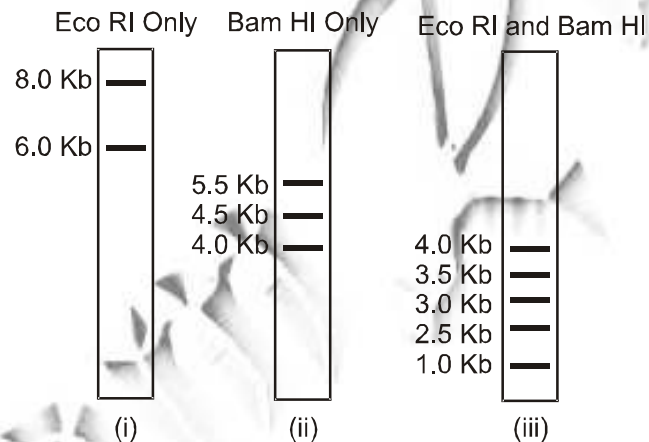 Eco RI Only
Bam HI Only
Eco RI and Bam HI
8.0 Kb
6.0 Kb
5.5 Kb
4.5 Kb
4.0 Kb
4.0 Kb
3.5 Kb
3.0 Kb
2.5 Kb
1.0 Kb
(i)
(ii)
(iii)